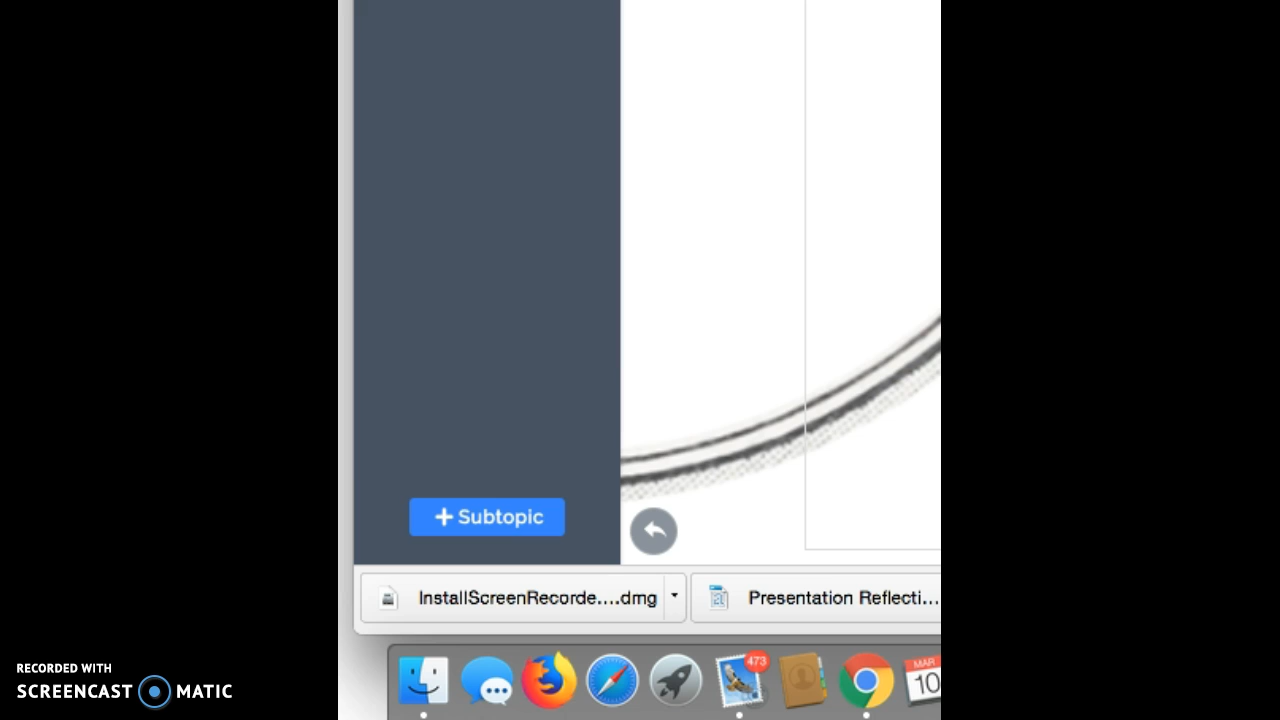 Subtopic
InstallScreenRecorde....dmg
Presentation Reflecti...
473
MAR
10
RECORDED WITH
SCREENCAST MATIC